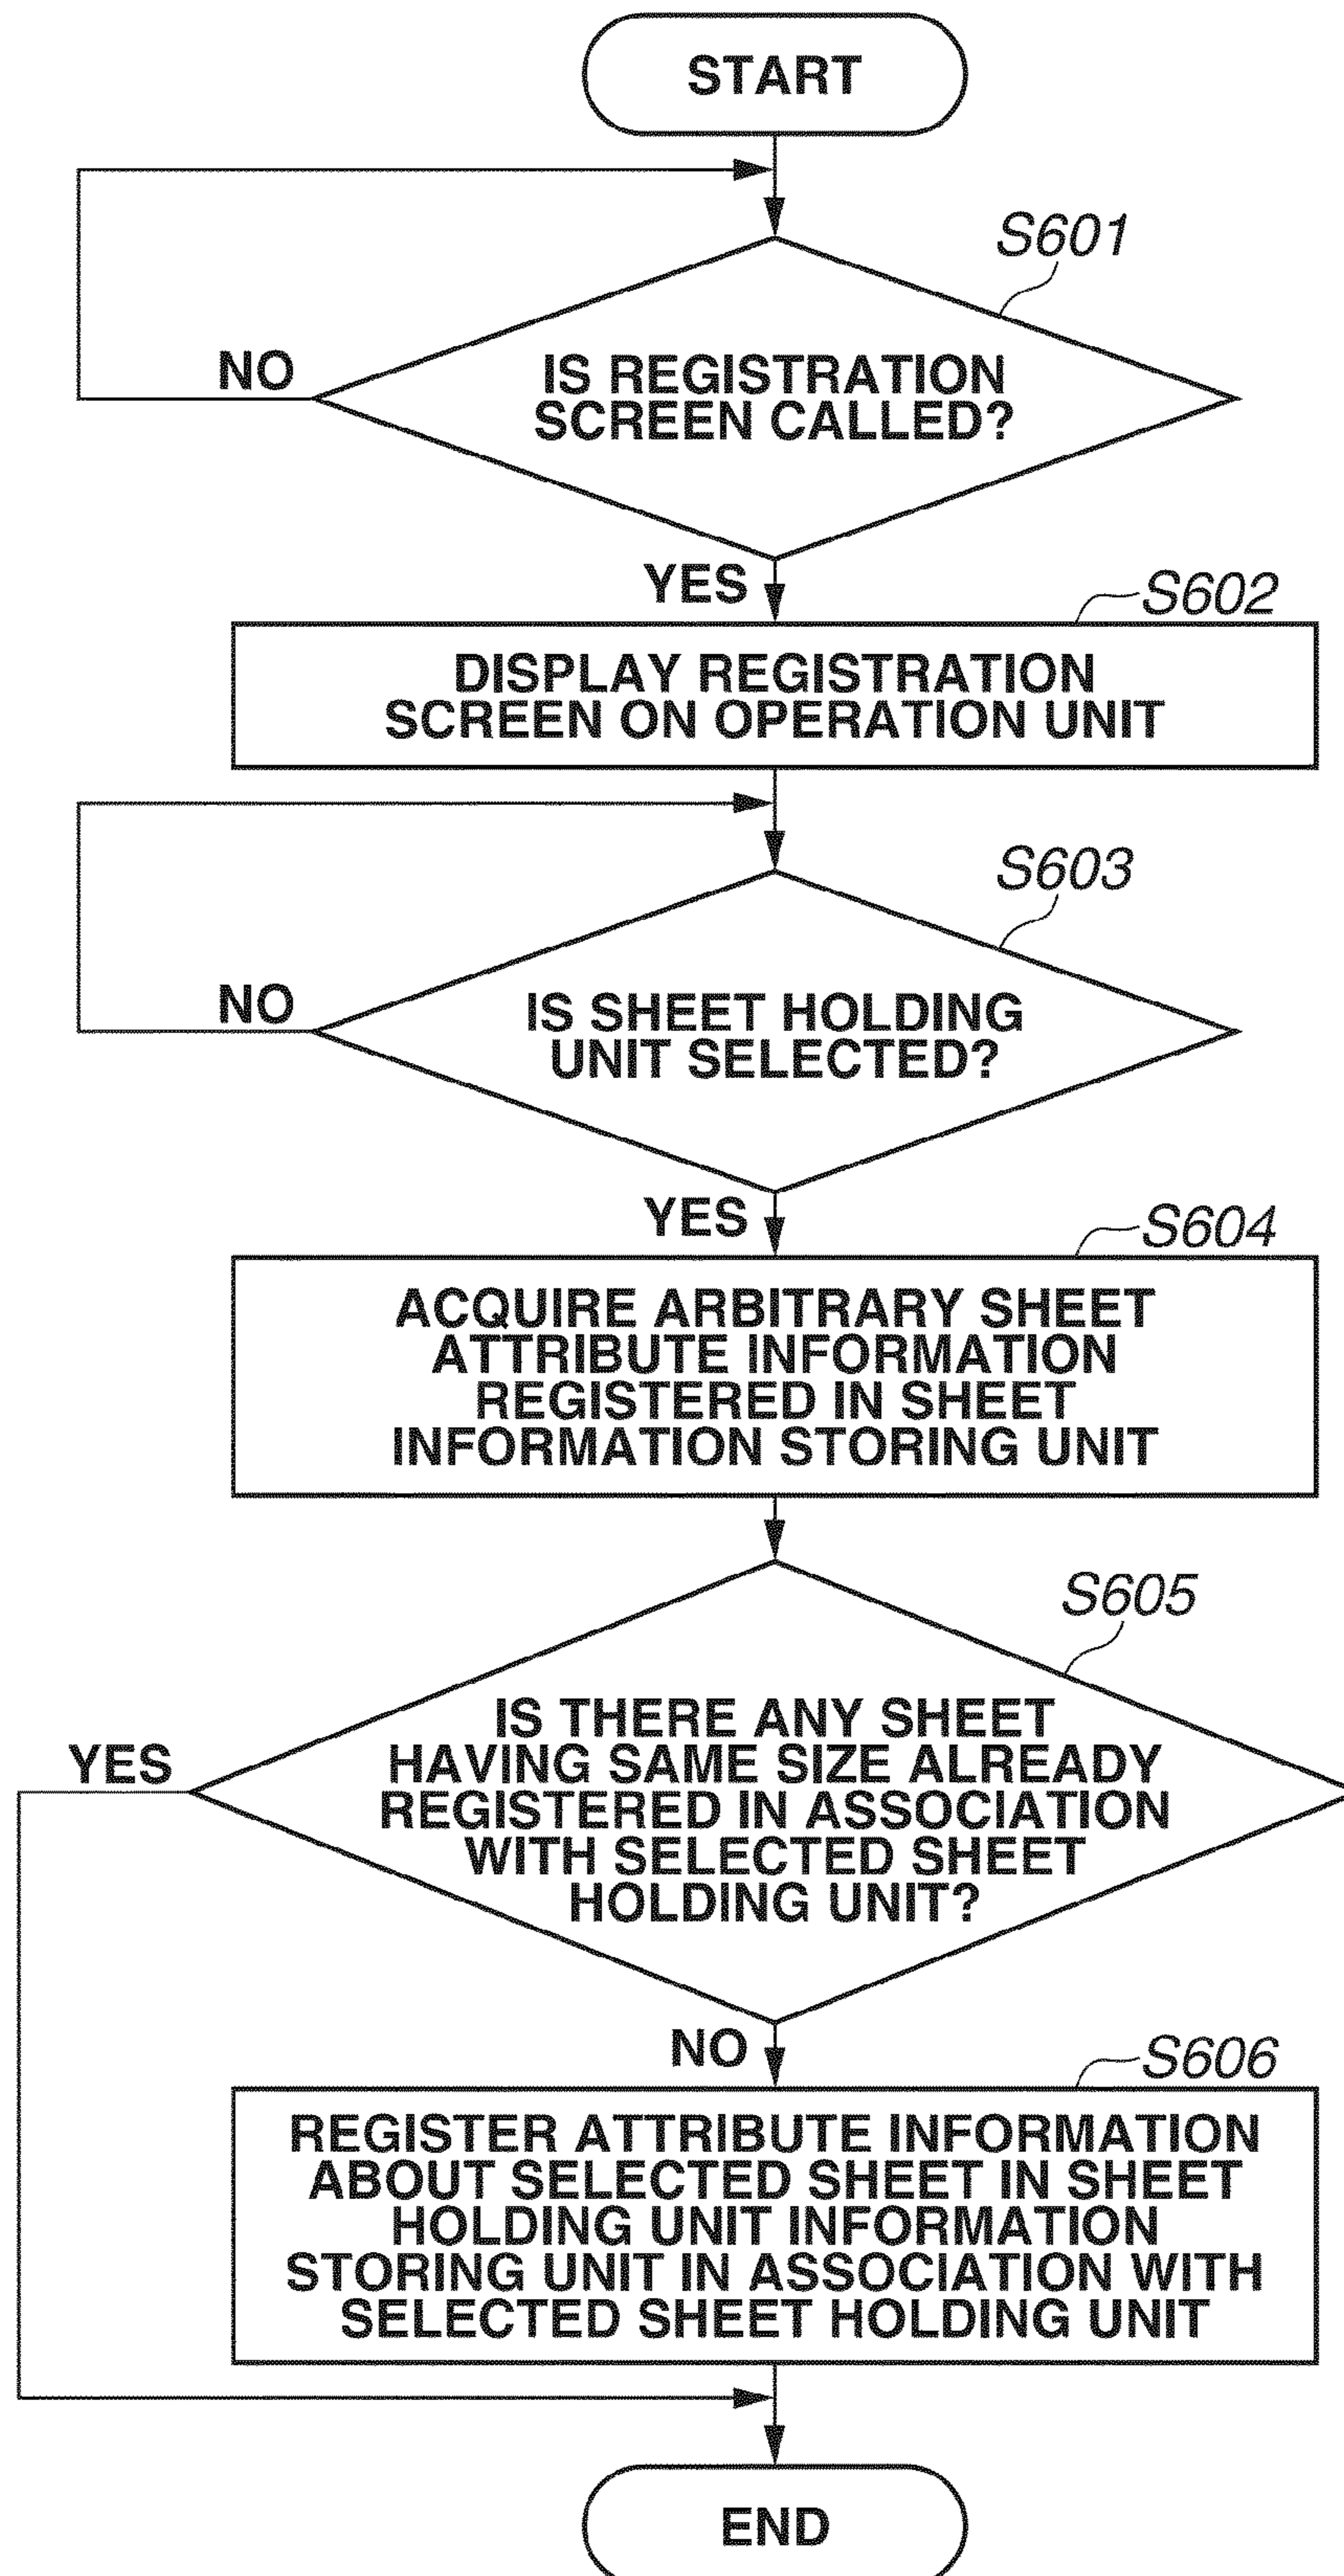 START
S601
IS REGISTRATION
SCREEN CALLED?
NO
YES
S602
DISPLAY REGISTRATION
SCREEN ON OPERATION UNIT
S603
IS SHEET HOLDING
UNIT SELECTED?
NO
YES
S604
ACQUIRE ARBITRARY SHEET
ATTRIBUTE INFORMATION
REGISTERED IN SHEET
INFORMATION STORING UNIT
S605
IS THERE ANY SHEET
HAVING SAME SIZE ALREADY
REGISTERED IN ASSOCIATION
WITH SELECTED SHEET
HOLDING UNIT?
YES
NO
S606
REGISTER ATTRIBUTE INFORMATION
ABOUT SELECTED SHEET IN SHEET
HOLDING UNIT INFORMATION
STORING UNIT IN ASSOCIATION WITH
SELECTED SHEET HOLDING UNIT
END